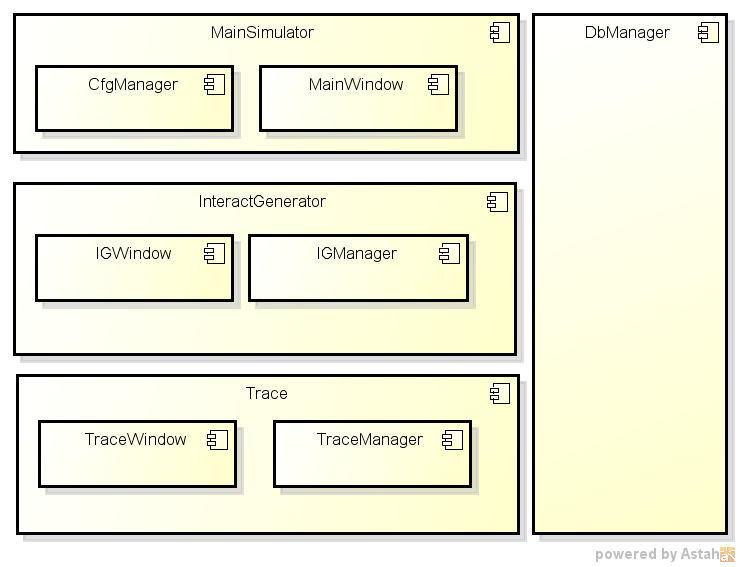 MainSimulator
CfgManager
MainWindow
DbManager
InteractGenerator
IGWindow
IGManager
Trace
TraceWindow
TraceManager
powered by Astah